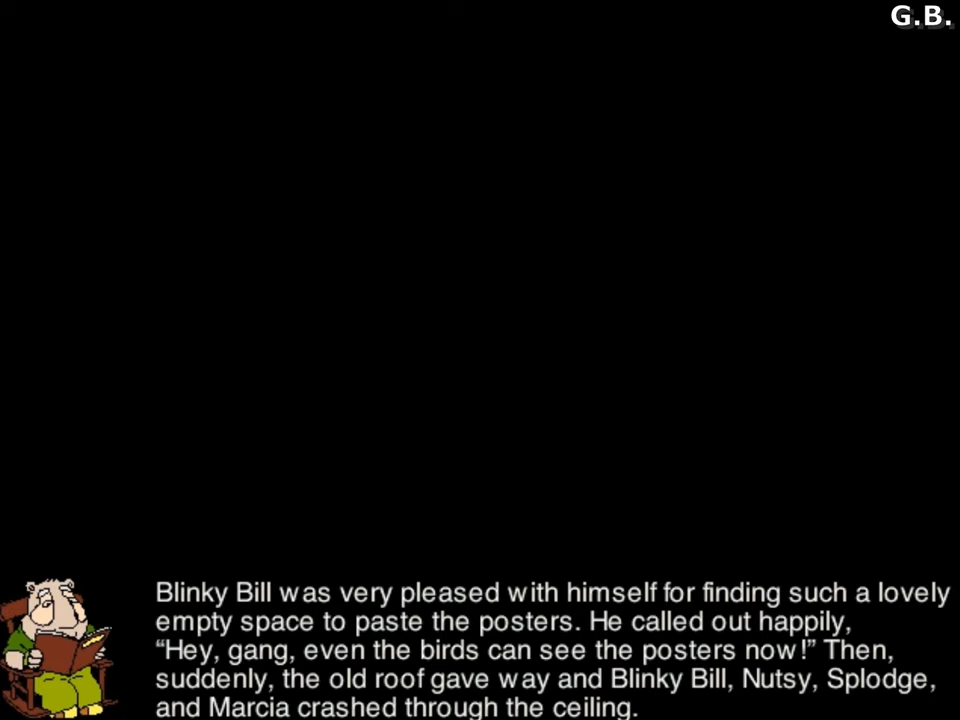 G.B.
Blinky Bill was very pleased with himself for finding such a lovely
empty space to paste the posters. He called out happily,
“Hey, gang, even the birds can see the posters now!” Then,
suddenly, the old roof gave way and Blinky Bill, Nutsy, Splodge,
and Marcia crashed through the ceiling.